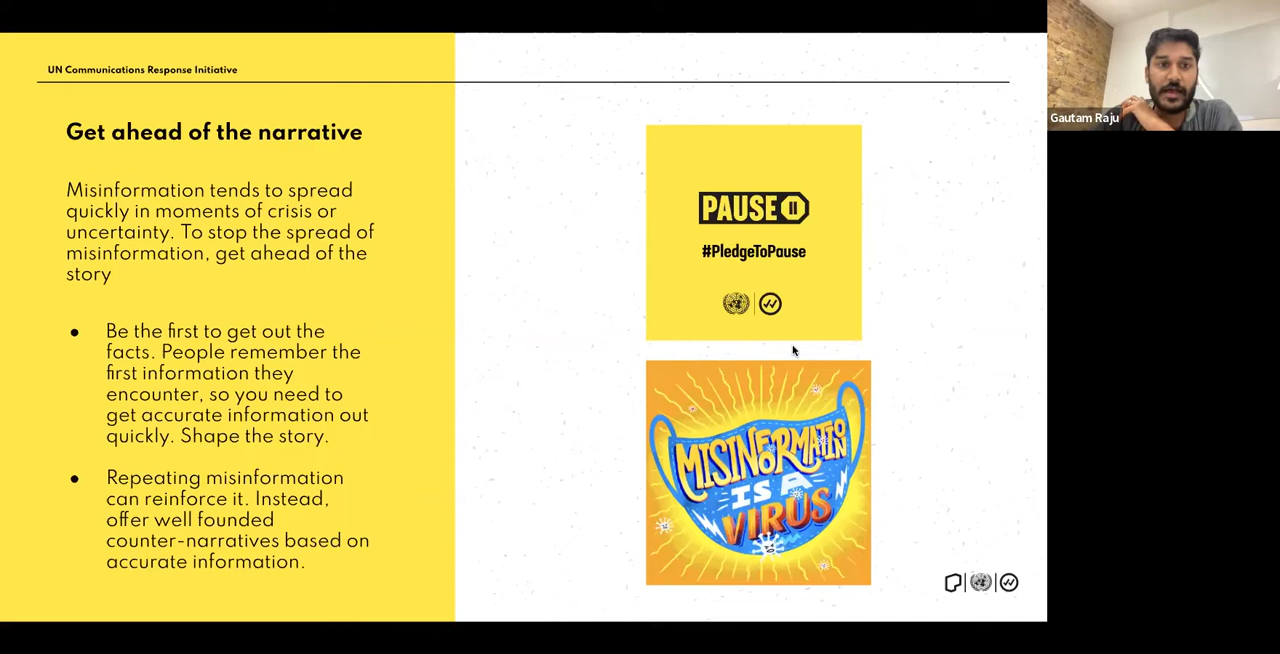 UN Communications Response Initiative
Get ahead of the narrative
Misinformation tends to spread
quickly in moments of crisis or
uncertainty. To stop the spread of
misinformation, get ahead of the
story
● Be the first to get out the
facts. People remember the
first information they
encounter, so you need to
get accurate information out
quickly. Shape the story.
● Repeating misinformation
can reinforce it. Instead,
offer well founded
counter-narratives based on
accurate information.
PAUSE
#PledgeToPause
MISINFORMATION
IS A
VIRUS
Gautam Raju